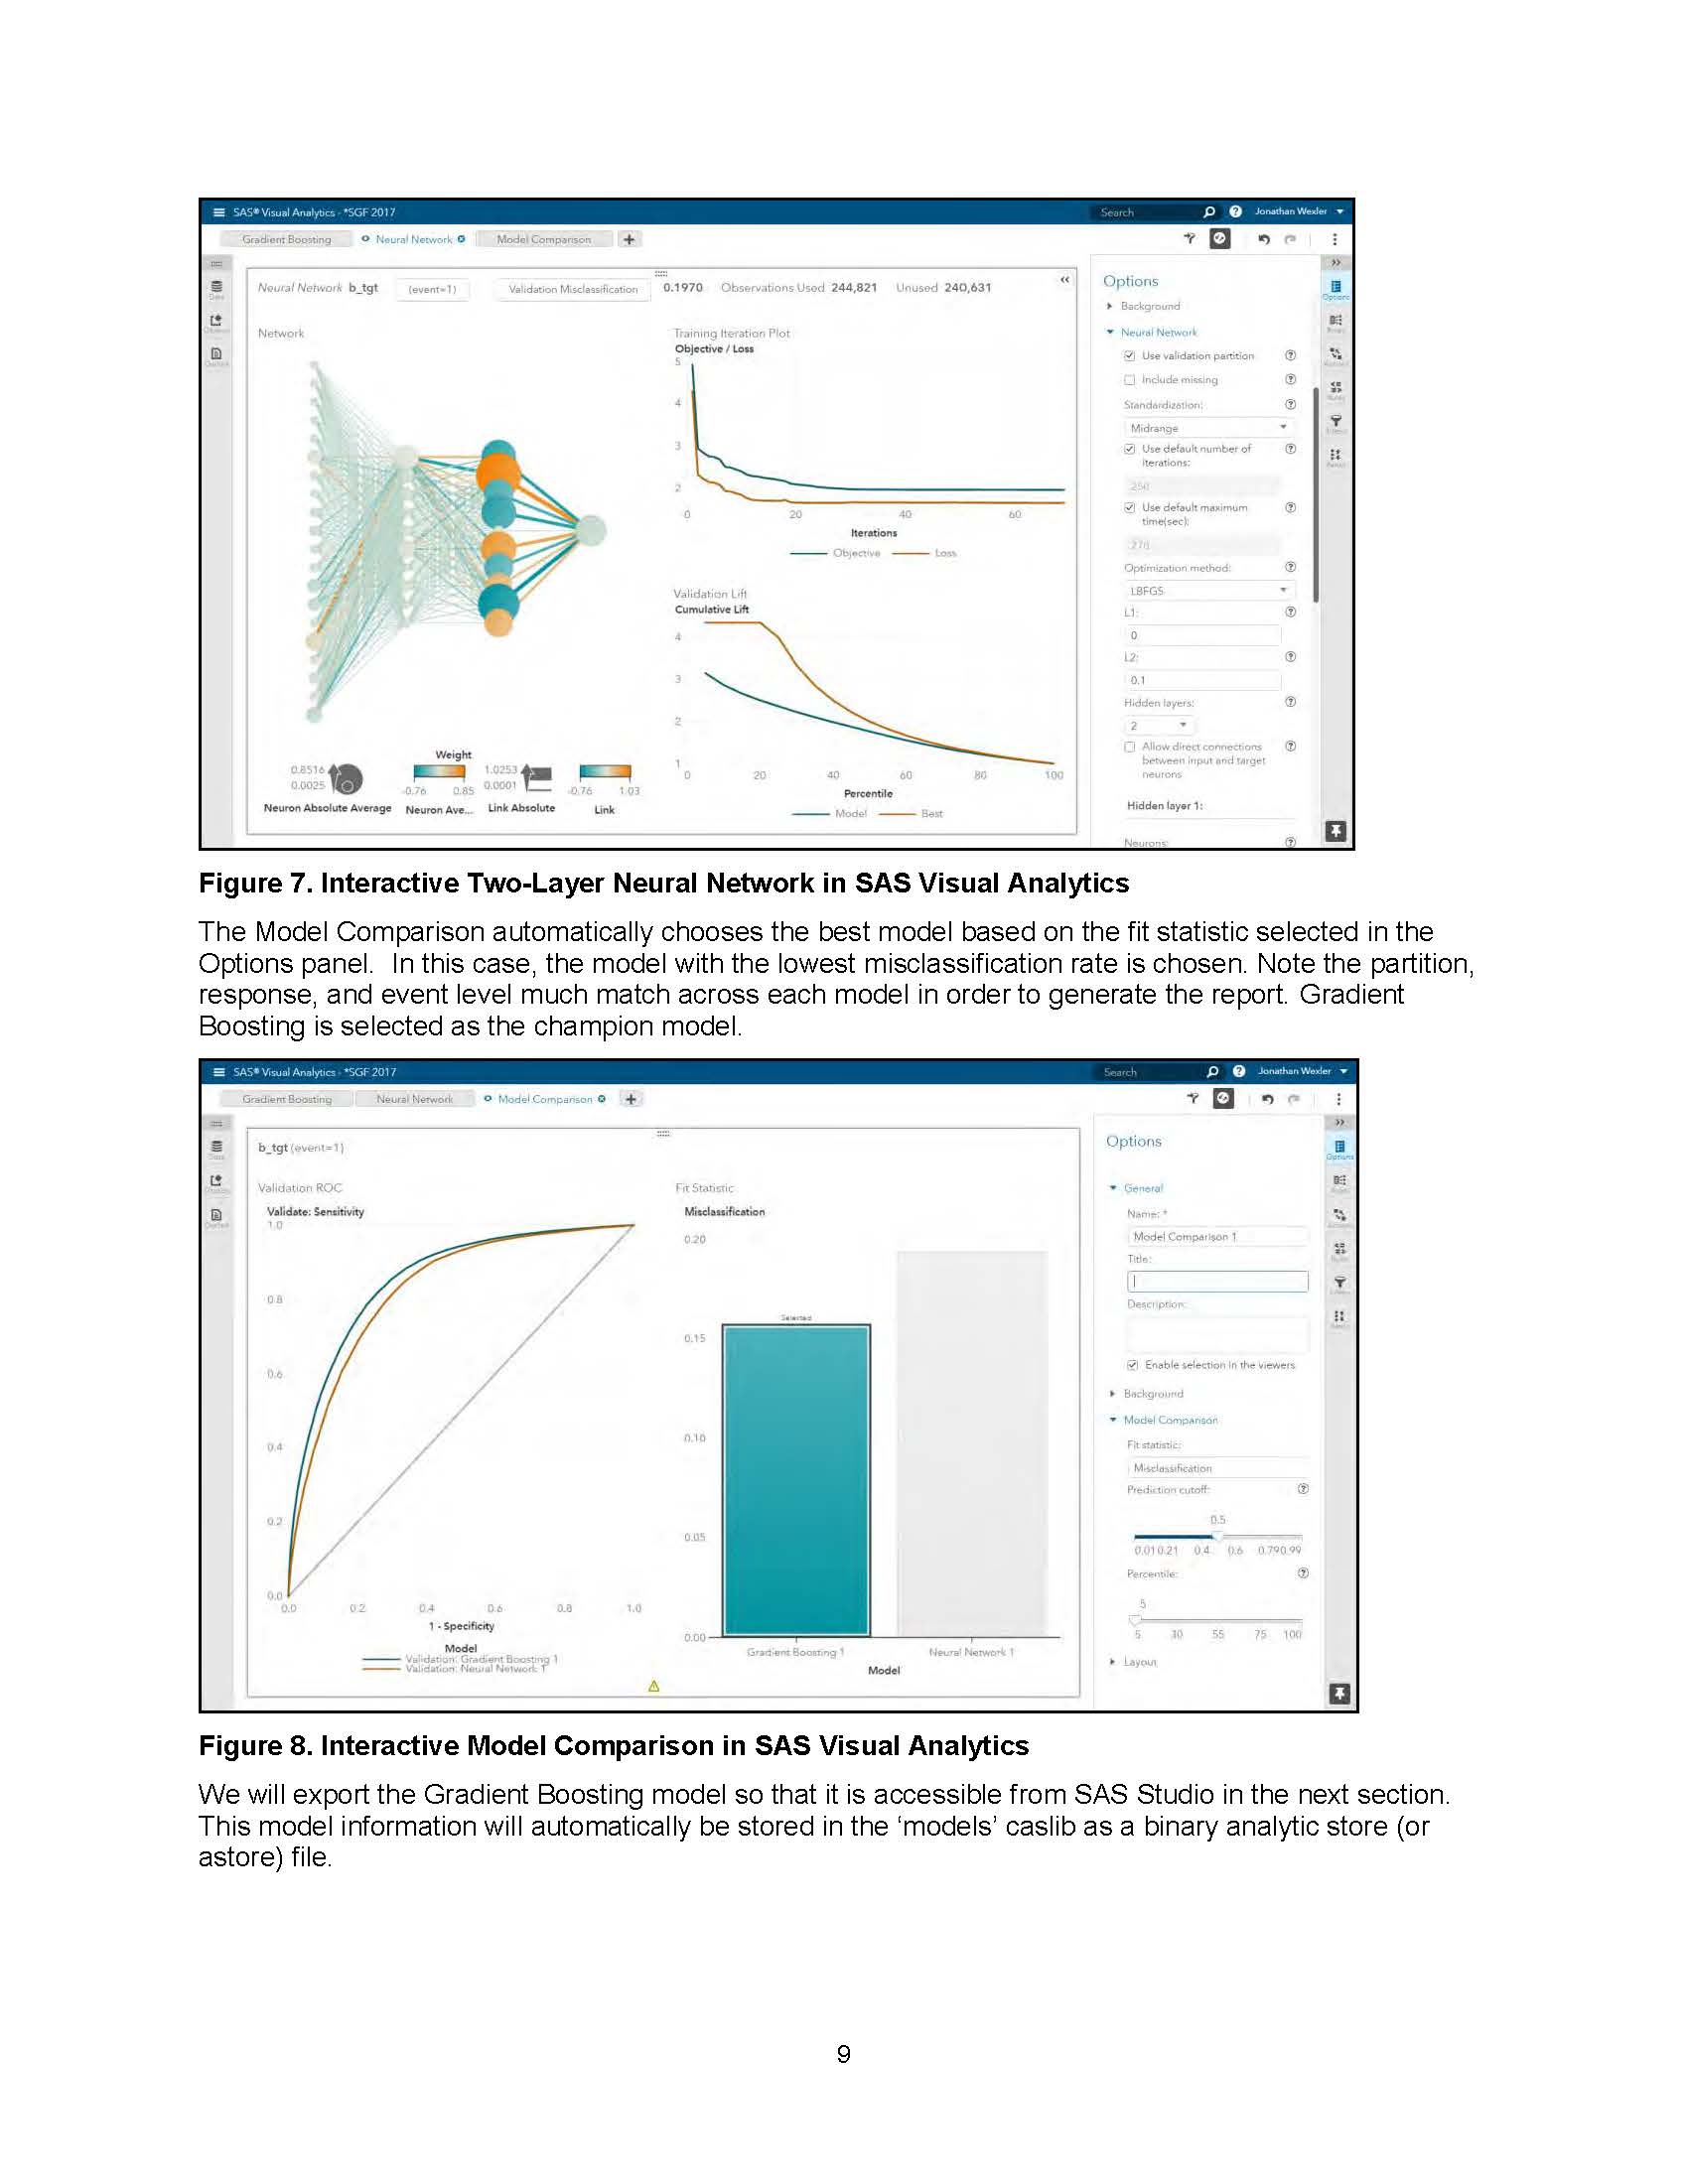 SAS® Visual Analytics - *SGF 2017
Search
Jonathan Wexler
Gradient Boosting
Neural Network
Model Comparison
Neural Network b_tgt
(event=1)
Validation Misclassification
0.1970
Observations Used 244,821
Unused 240,631
Network
Weight
0.8516
0.0025
Neuron Absolute Average
-0.76 0.85
Neuron Ave...
1.0253
0.0001
Link Absolute
-0.76 1.03
Link
Training Iteration Plot
Objective / Loss
5
4
3
2
0 20 40 60
Iterations
Objective Loss
Validation Lift
Cumulative Lift
4
3
2
1
0 20 40 60 80 100
Percentile
Model Best
Options
Background
Neural Network
Use validation partition
Include missing
Standardization:
Midrange
Use default number of
iterations:
Use default maximum
time(sec):
Optimization method:
LBFGS
L1:
0
L2:
0.1
Hidden layers:
2
Allow direct connections
between input and target
neurons
Hidden layer 1:
Neurons:
Options
Figure 7. Interactive Two-Layer Neural Network in SAS Visual Analytics
The Model Comparison automatically chooses the best model based on the fit statistic selected in the
Options panel. In this case, the model with the lowest misclassification rate is chosen. Note the partition,
response, and event level much match across each model in order to generate the report. Gradient
Boosting is selected as the champion model.
SAS® Visual Analytics - *SGF 2017
Search
Jonathan Wexler
Gradient Boosting
Neural Network
Model Comparison
b_tgt (event=1)
Validation ROC
Validate: Sensitivity
1.0
0.8
0.6
0.4
0.2
0.0
0.0 0.2 0.4 0.6 0.8 1.0
1 - Specificity
Model
Validation: Gradient Boosting 1
Validation: Neural Network 1
Fit Statistic
Misclassification
0.20
0.15
0.10
0.05
0.00
Selected
Gradient Boosting 1
Neural Network 1
Model
Options
General
Name: *
Model Comparison 1
Title:
Description:
Enable selection in the viewers
Background
Model Comparison
Fit statistic:
Misclassification
Prediction cutoff:
0.5
0.01 0.21 0.4 0.6 0.79 0.99
Percentile:
5
5 30 55 75 100
Layout
Options
Figure 8. Interactive Model Comparison in SAS Visual Analytics
We will export the Gradient Boosting model so that it is accessible from SAS Studio in the next section.
This model information will automatically be stored in the ‘models’ caslib as a binary analytic store (or
astore) file.
9